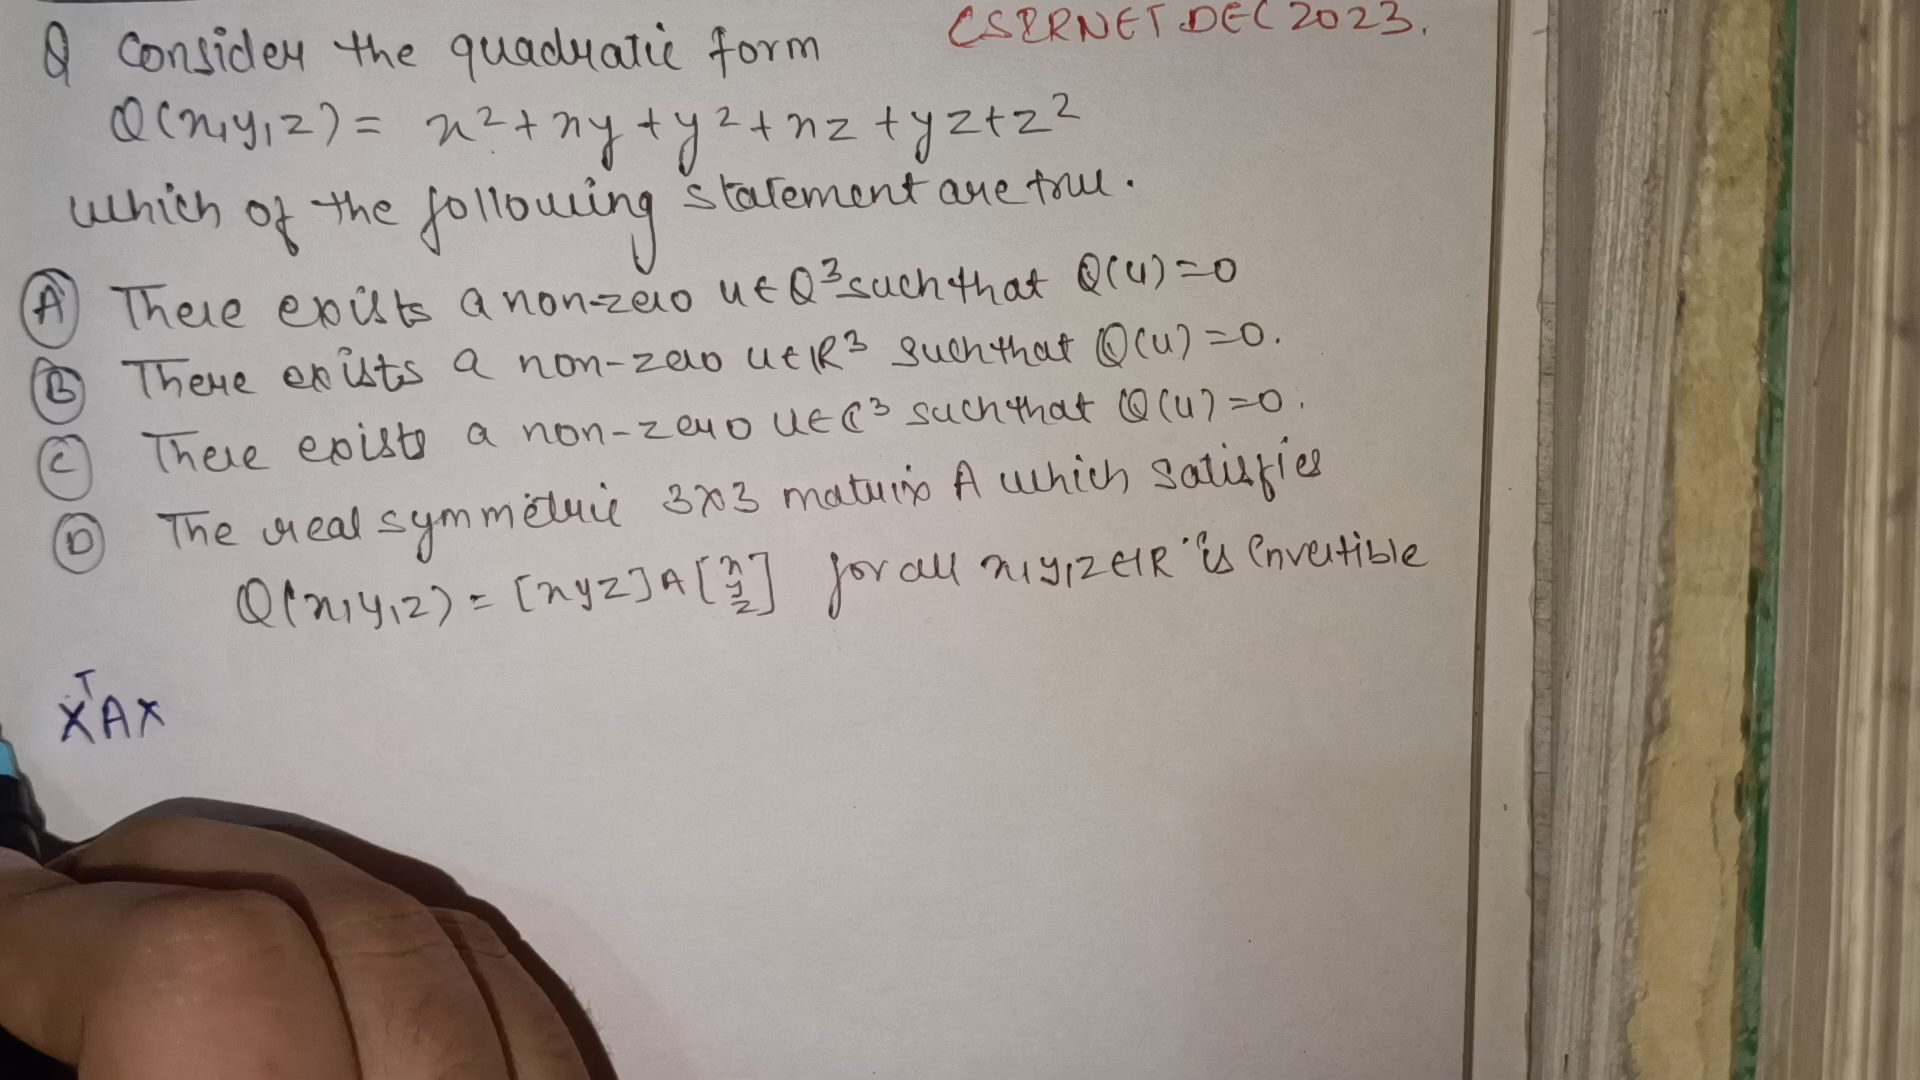 Q Consider the quadratic form CSIRNET DEC 2023.
Q(x,y,z) = x²+xy+y²+xz+yz+z²
which of the following statement are true.
(A) There exists a non-zero u∈Q³ such that Q(u)=0
(B) There exists a non-zero u∈ℝ³ such that Q(u)=0.
(C) There exists a non-zero u∈ℂ³ such that Q(u)=0.
(D) The real symmetric 3x3 matrix A which satisfies
Q(x,y,z) = [x y z] A [x y z] for all x,y,z∈ℝ is invertible
XᵀAX